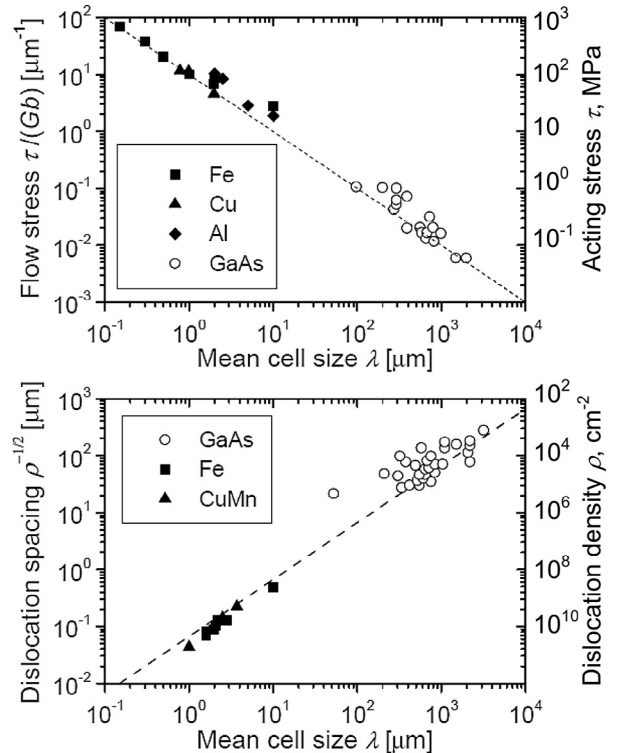 Flow stress τ/(Gb) [μm⁻¹]
10²
10¹
10⁰
10⁻¹
10⁻²
10⁻³
Fe
Cu
Al
GaAs
10³
10²
10¹
10⁰
10⁻¹
Acting stress τ, MPa
10⁻¹ 10⁰ 10¹ 10² 10³ 10⁴
Mean cell size λ [μm]
Dislocation spacing ρ⁻¹/² [μm]
10³
10²
10¹
10⁰
10⁻¹
10⁻²
GaAs
Fe
CuMn
10²
10⁴
10⁶
10⁸
10¹⁰
Dislocation density ρ, cm⁻²
10⁻¹ 10⁰ 10¹ 10² 10³ 10⁴
Mean cell size λ [μm]